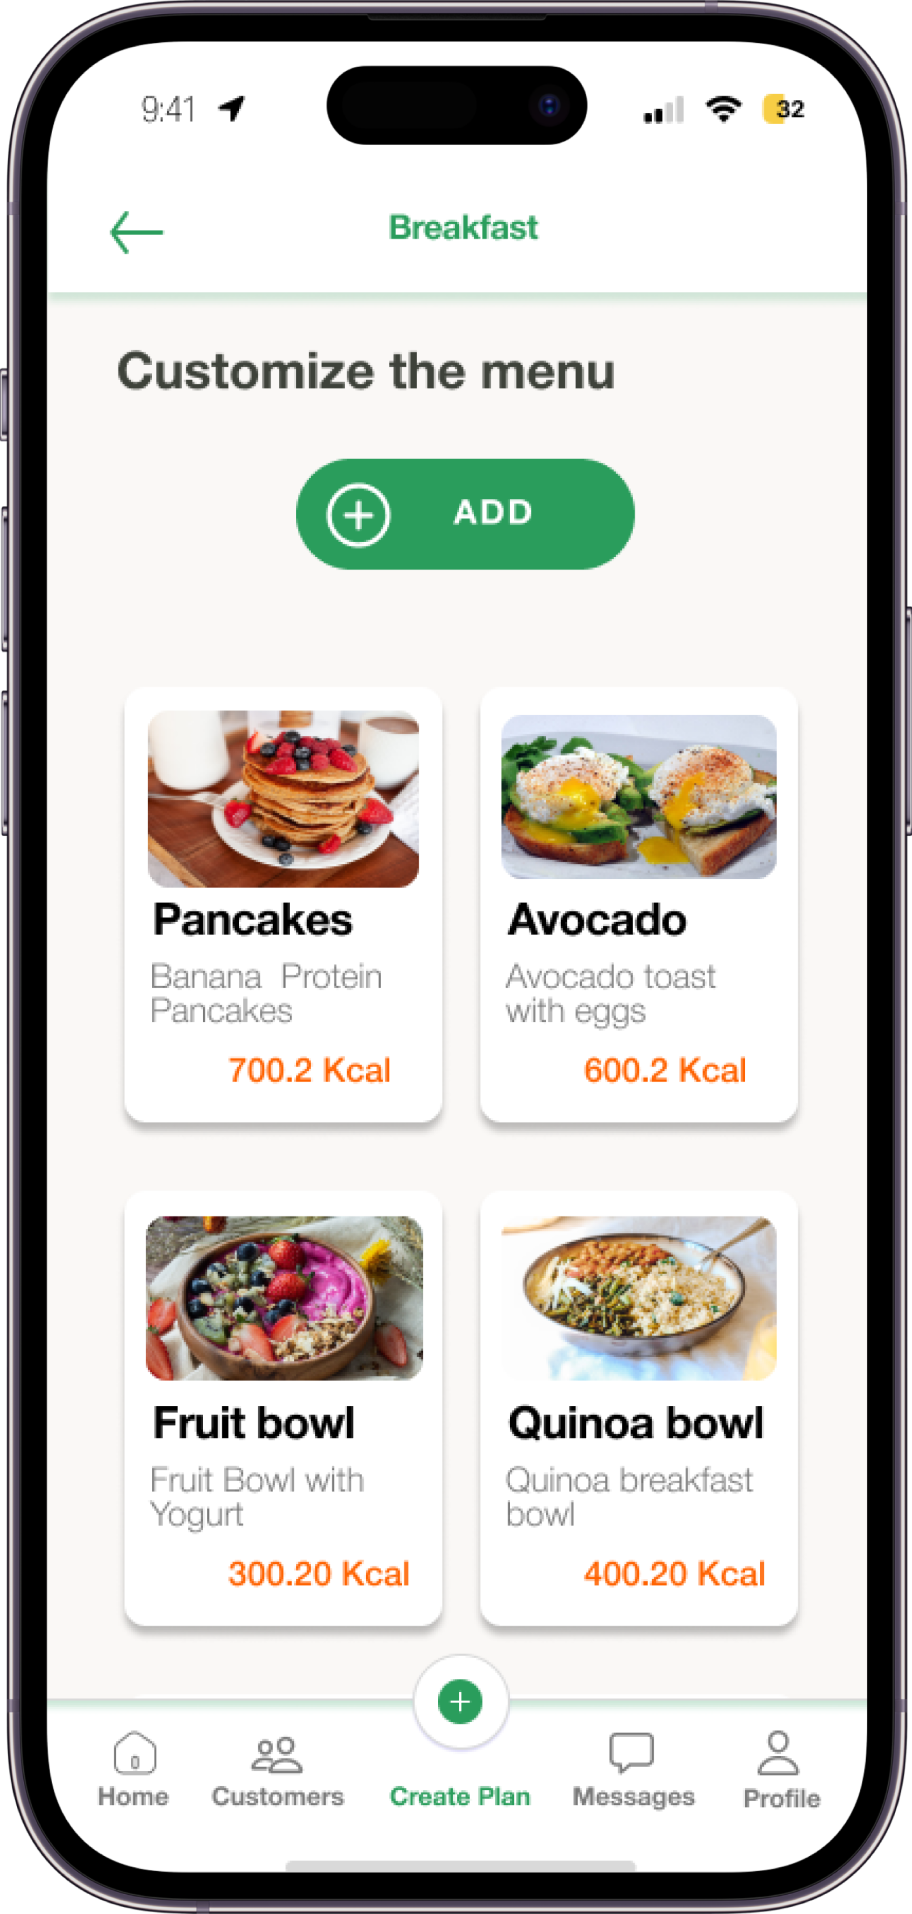 9:41
32
Breakfast
Customize the menu
ADD
Pancakes
Banana Protein
Pancakes
700.2 Kcal
Avocado
Avocado toast
with eggs
600.2 Kcal
Fruit bowl
Fruit Bowl with
Yogurt
300.20 Kcal
Quinoa bowl
Quinoa breakfast
bowl
400.20 Kcal
Home
Customers
Create Plan
Messages
Profile